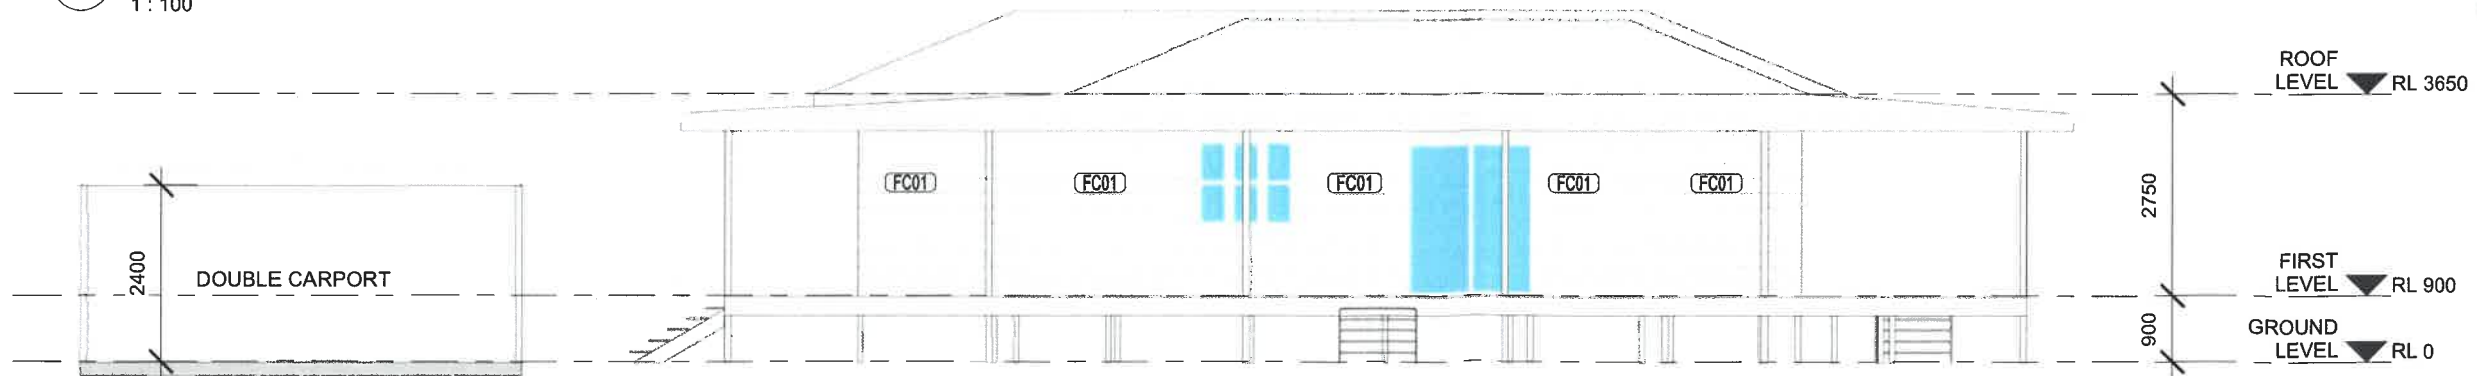 1 : 100
ROOF
LEVEL RL 3650
FC01 FC01 FC01 FC01 FC01
2750
2400
DOUBLE CARPORT
FIRST
LEVEL RL 900
900
GROUND
LEVEL RL 0